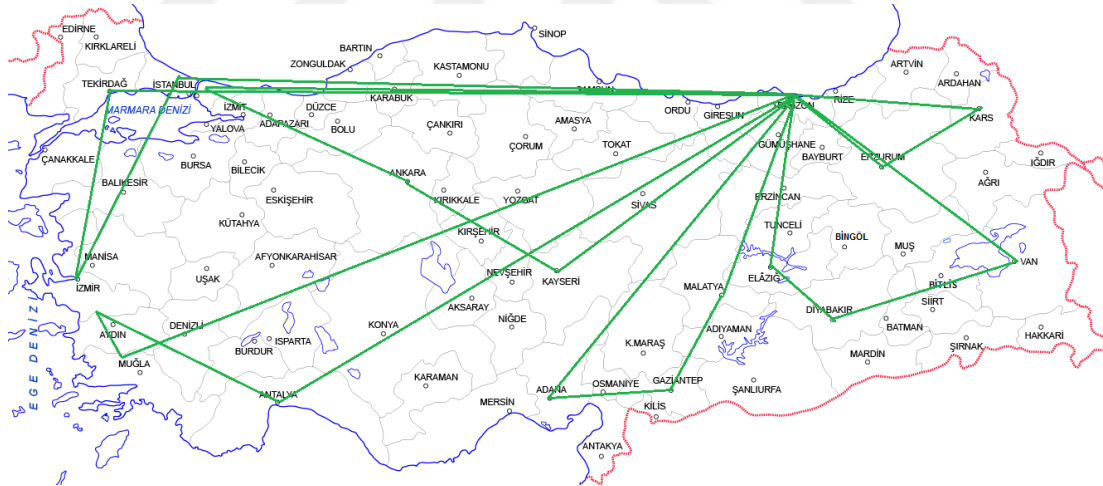 EDİRNE
KIRKLARELİ
TEKİRDAĞ
İSTANBUL
MARMARA DENİZİ
İZMİT
YALOVA
ADAPAZARI
DÜZCE
BOLU
ZONGULDAK
BARTIN
KARABUK
KASTAMONU
SİNOP
ÇANKIRI
ÇORUM
AMASYA
TOKAT
ORDU
GİRESUN
RİZE
ARTVİN
ARDAHAN
KARS
GÜMÜŞHANE
BAYBURT
ERZURUM
IĞDIR
AĞRI
ÇANAKKALE
BALIKESİR
BURSA
BİLECİK
ESKİŞEHİR
KÜTAHYA
ANKARA
KIRIKKALE
YOZGAT
SİVAS
ERZİNCAN
TUNCELİ
BİNGÖL
MUŞ
VAN
BİTLİS
SİİRT
MANİSA
İZMİR
UŞAK
AFYONKARAHİSAR
KIRŞEHİR
NEVŞEHİR
KAYSERİ
AKSARAY
NİĞDE
MALATYA
ELÂZIĞ
DİYABAKIR
BATMAN
HAKKARİ
ŞIRNAK
MARDİN
AYDIN
DENİZLİ
MUĞLA
BURDUR
ISPARTA
KONYA
KARAMAN
ANTALYA
MERSİN
ADANA
OSMANİYE
K.MARAŞ
ADIYAMAN
GAZİANTEP
ŞANLIURFA
KİLİS
ANTAKYA
EGE DENİZİ